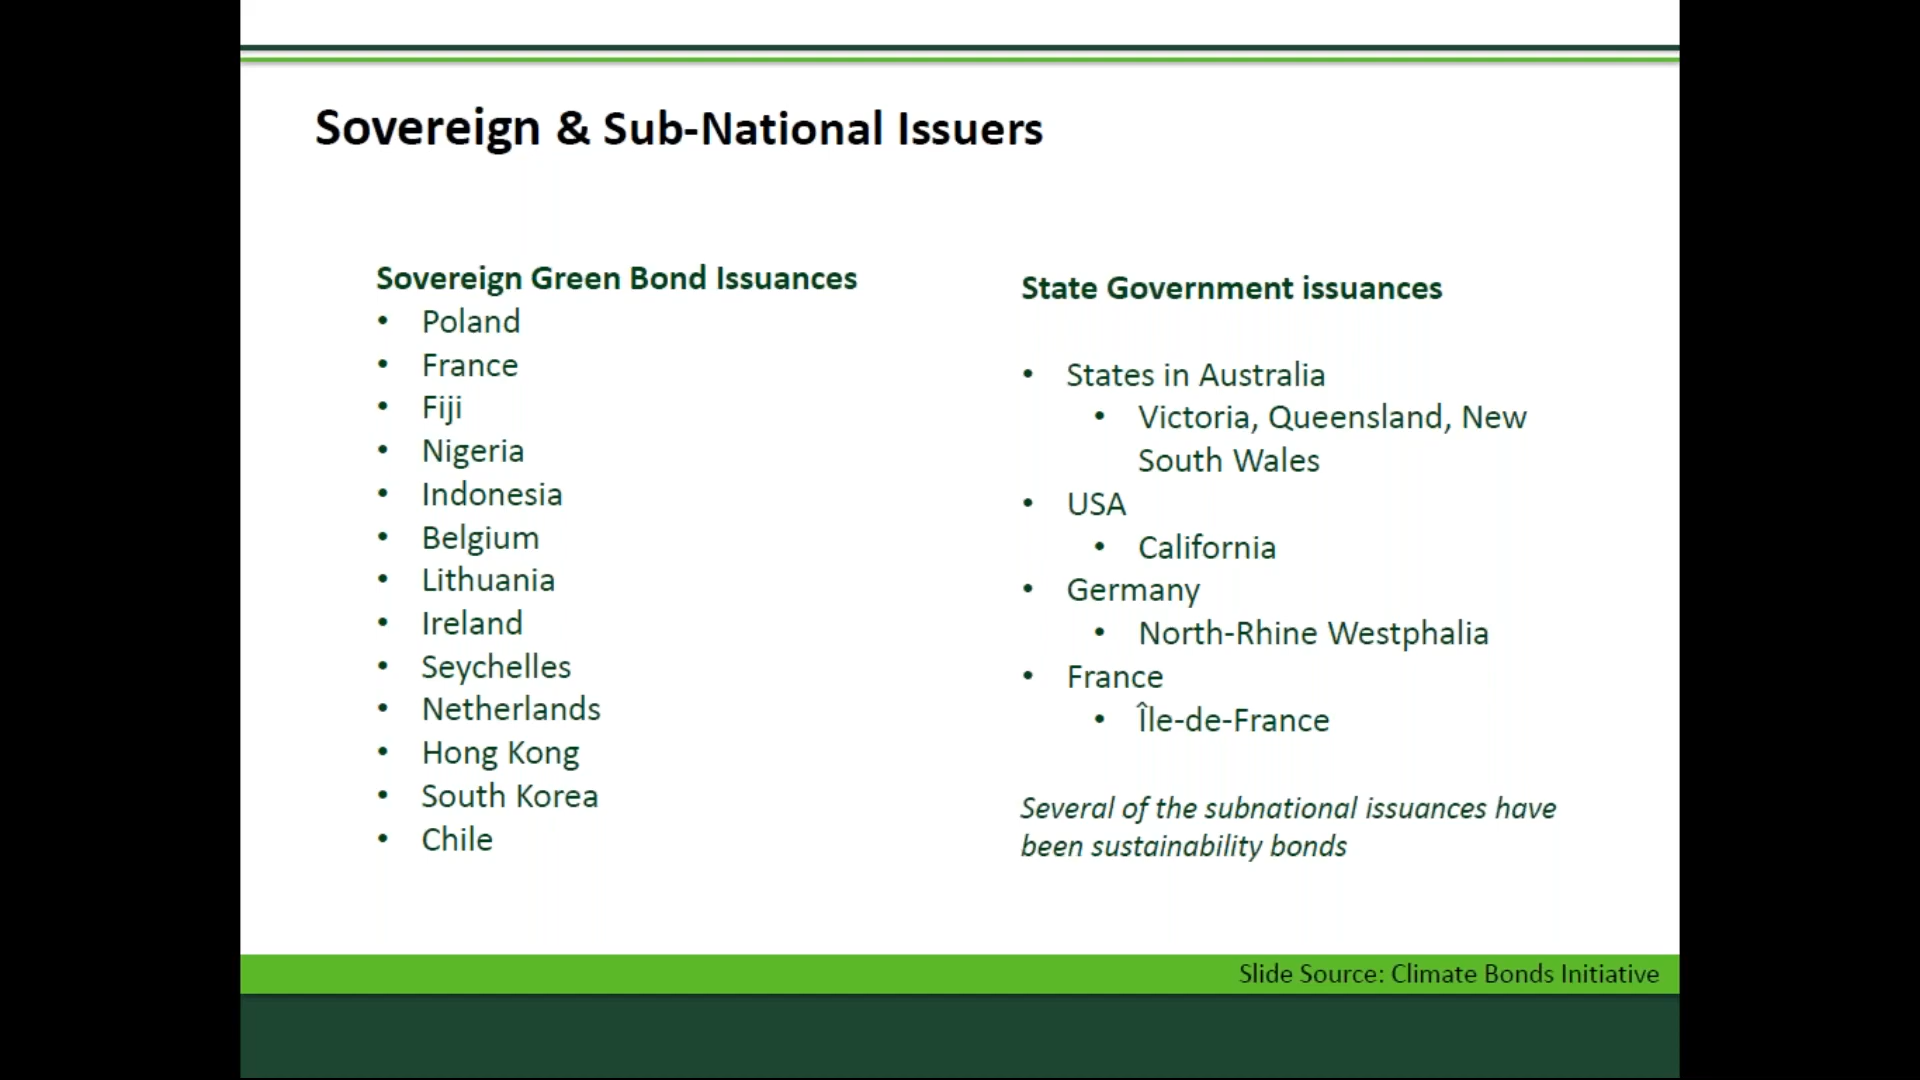 Sovereign & Sub-National Issuers
Sovereign Green Bond Issuances
• Poland
• France
• Fiji
• Nigeria
• Indonesia
• Belgium
• Lithuania
• Ireland
• Seychelles
• Netherlands
• Hong Kong
• South Korea
• Chile
State Government issuances
• States in Australia
• Victoria, Queensland, New
South Wales
• USA
• California
• Germany
• North-Rhine Westphalia
• France
• Île-de-France
Several of the subnational issuances have
been sustainability bonds
Slide Source: Climate Bonds Initiative